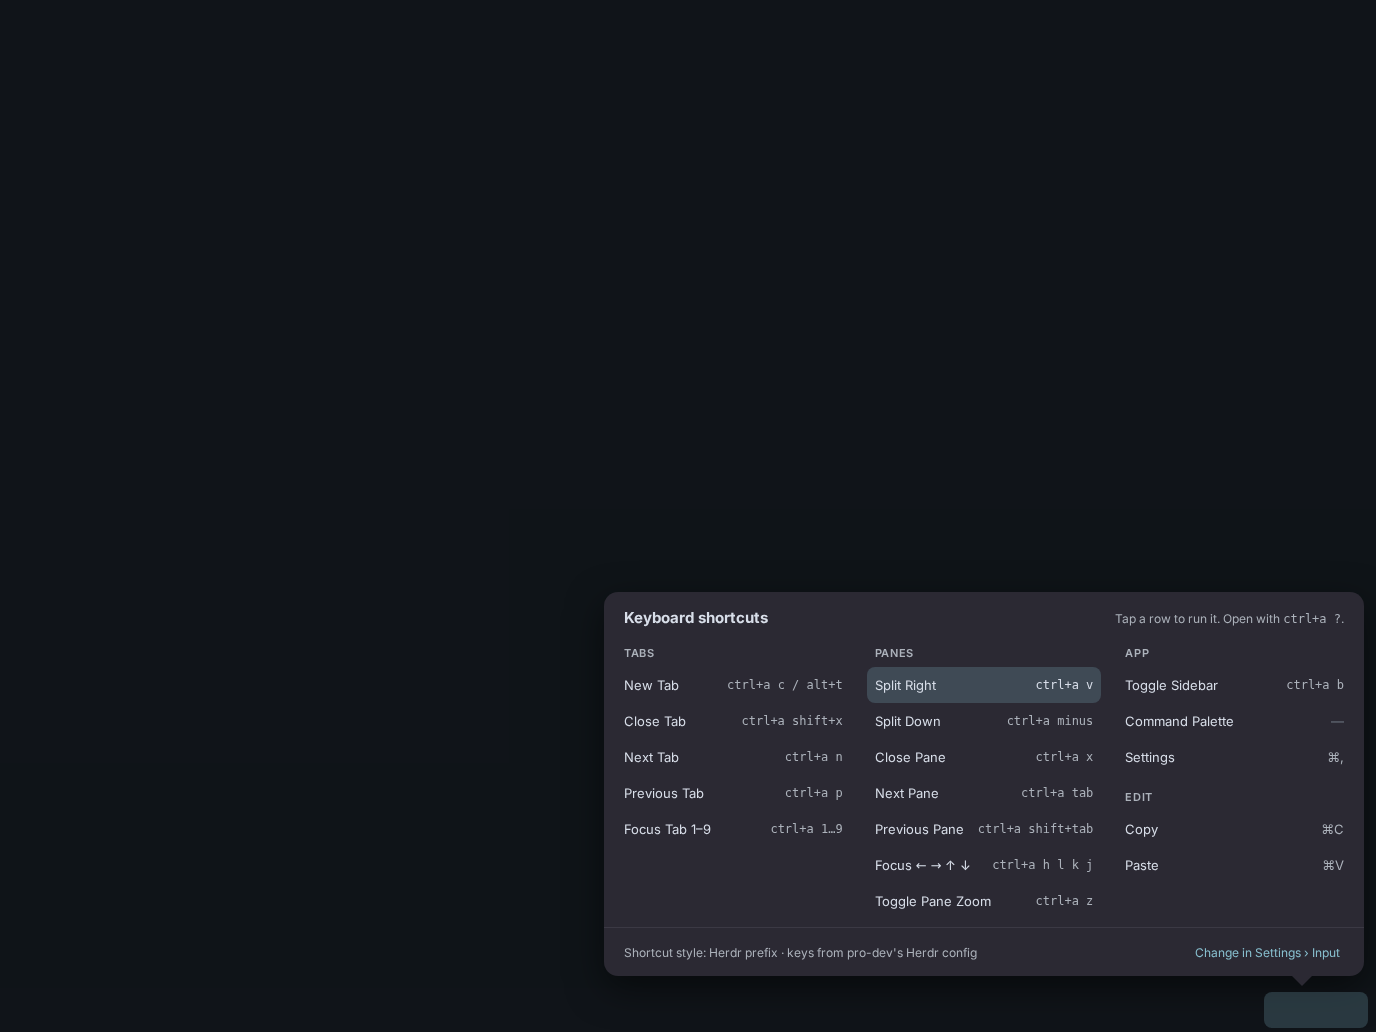 Keyboard shortcuts
Tap a row to run it. Open with ctrl+a ?.
TABS
New Tab ctrl+a c / alt+t
Close Tab ctrl+a shift+x
Next Tab ctrl+a n
Previous Tab ctrl+a p
Focus Tab 1–9 ctrl+a 1…9
PANES
Split Right ctrl+a v
Split Down ctrl+a minus
Close Pane ctrl+a x
Next Pane ctrl+a tab
Previous Pane ctrl+a shift+tab
Focus ← → ↑ ↓ ctrl+a h l k j
Toggle Pane Zoom ctrl+a z
APP
Toggle Sidebar ctrl+a b
Command Palette —
Settings ⌘,
EDIT
Copy ⌘C
Paste ⌘V
Shortcut style: Herdr prefix · keys from pro-dev's Herdr config
Change in Settings › Input